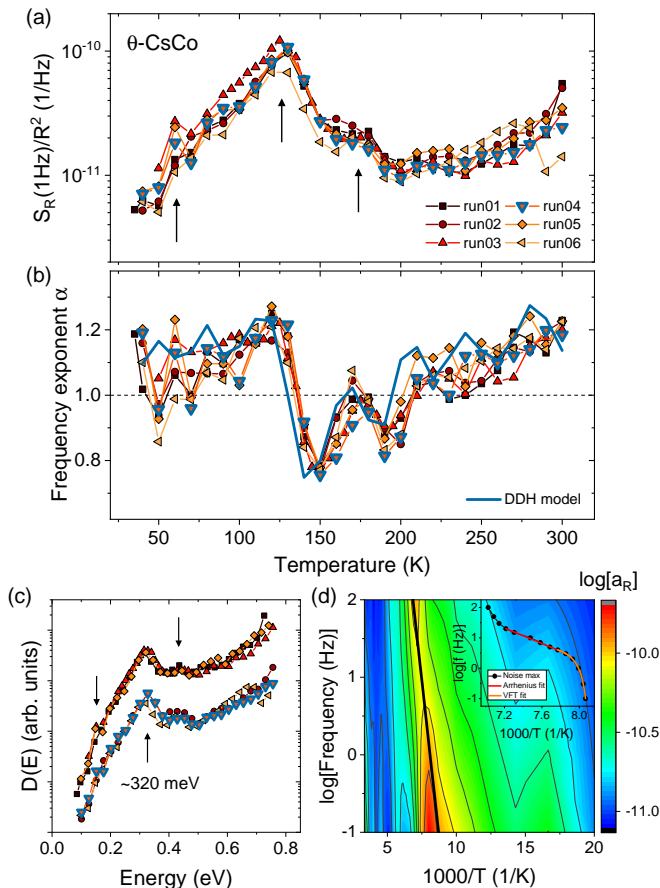 (a)
θ-CsCo
S_R(1Hz)/R² (1/Hz)
10⁻¹⁰
10⁻¹¹
run01 run04
run02 run05
run03 run06
(b)
Frequency exponent α
1.2
1.0
0.8
DDH model
50 100 150 200 250 300
Temperature (K)
(c)
D(E) (arb. units)
~320 meV
0.0 0.2 0.4 0.6 0.8
Energy (eV)
(d)
log[a_R]
log[Frequency (Hz)]
2
1
0
-1
5 10 15 20
1000/T (1/K)
log[f (Hz)]
2
1
0
-1
Noise max
Arrhenius fit
VFT fit
7.2 7.6 8.0
1000/T (1/K)
-10.0
-10.5
-11.0